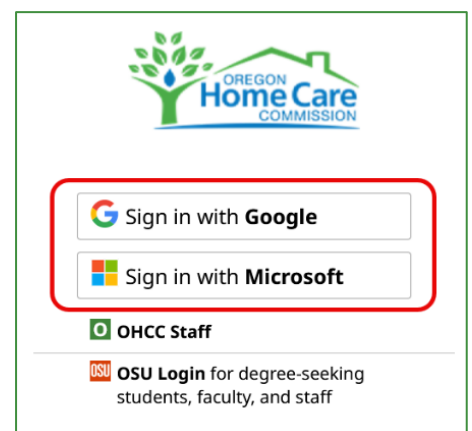 OREGON
Home Care
COMMISSION
G Sign in with Google
Sign in with Microsoft
O OHCC Staff
OSU OSU Login for degree-seeking
students, faculty, and staff